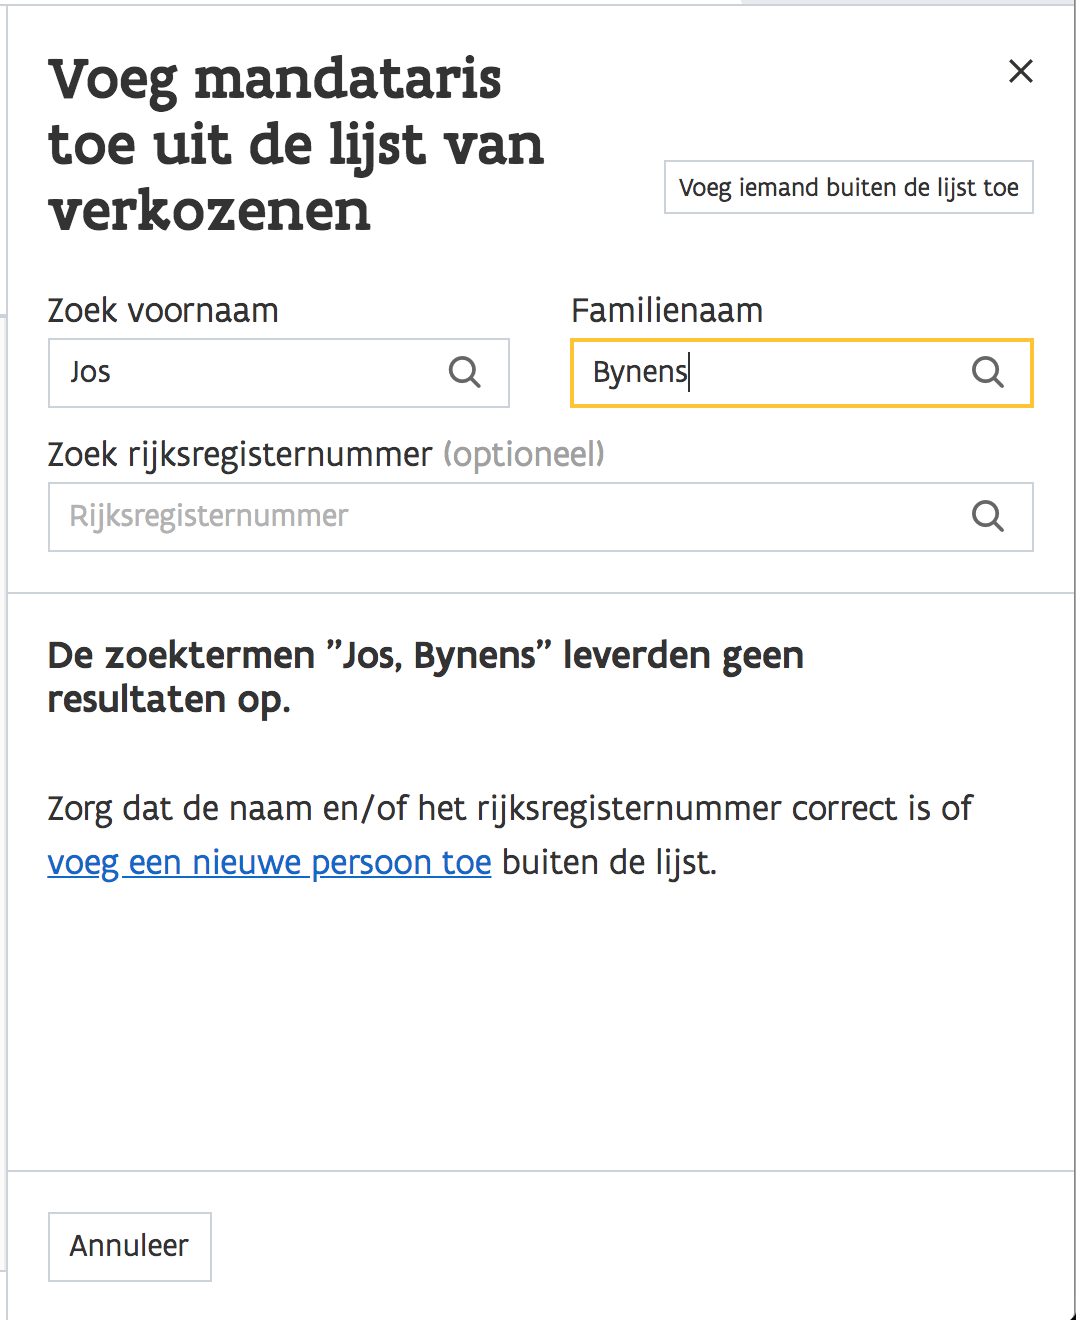 Voeg mandataris
toe uit de lijst van
verkozenen
Voeg iemand buiten de lijst toe
Zoek voornaam
Familienaam
Jos
Bynens
Zoek rijksregisternummer (optioneel)
Rijksregisternummer
De zoektermen ”Jos, Bynens” leverden geen
resultaten op.
Zorg dat de naam en/of het rijksregisternummer correct is of
voeg een nieuwe persoon toe buiten de lijst.
Annuleer